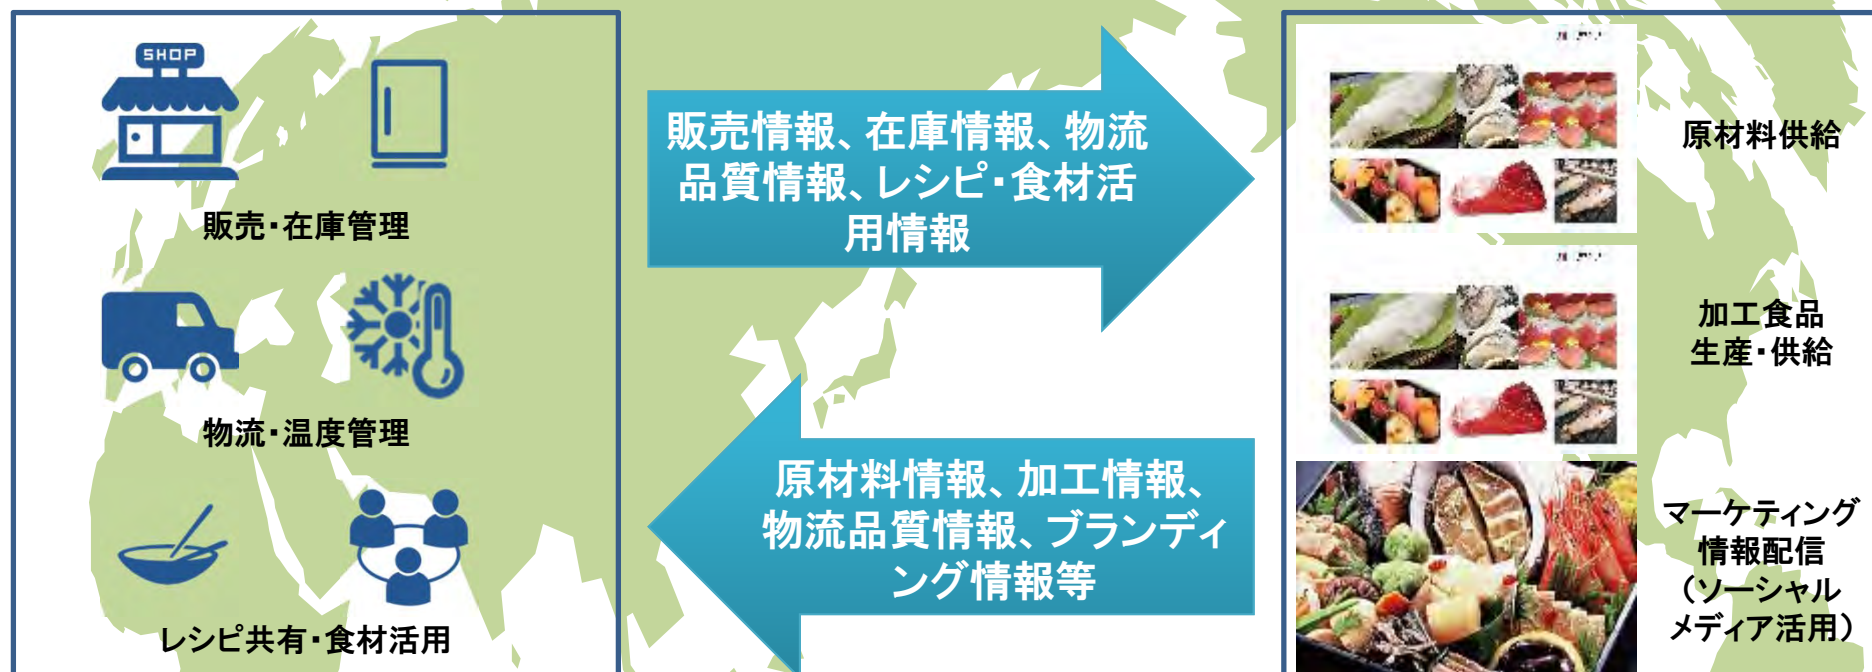 SHOP
販売・在庫管理
物流・温度管理
レシピ共有・食材活用
販売情報、在庫情報、物流
品質情報、レシピ・食材活
用情報
原材料情報、加工情報、
物流品質情報、ブランディ
ング情報等
原材料供給
加工食品
生産・供給
マーケティング
情報配信
（ソーシャル
メディア活用）